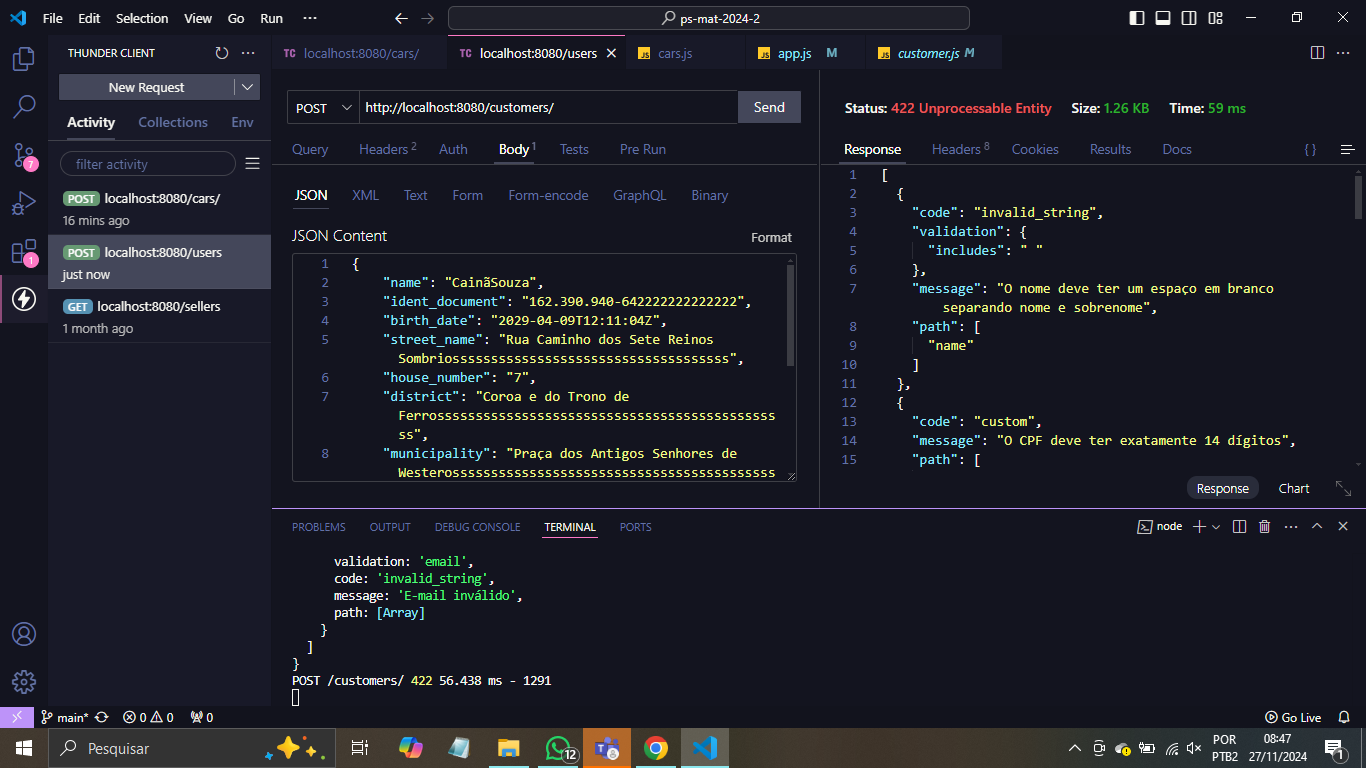 File Edit Selection View Go Run ··· ps-mat-2024-2
THUNDER CLIENT ···
TC localhost:8080/cars/ TC localhost:8080/users JS cars.js JS app.js M JS customer.js M ···
New Request
Activity Collections Env
filter activity
POST localhost:8080/cars/
16 mins ago
POST localhost:8080/users
just now
GET localhost:8080/sellers
1 month ago
7
1
POST http://localhost:8080/customers/ Send
Query Headers 2 Auth Body 1 Tests Pre Run
JSON XML Text Form Form-encode GraphQL Binary
JSON Content Format
1 {
2 "name": "CainãSouza",
3 "ident_document": "162.390.940-642222222222222",
4 "birth_date": "2029-04-09T12:11:04Z",
5 "street_name": "Rua Caminho dos Sete Reinos
Sombriosssssssssssssssssssssssssssssssssss",
6 "house_number": "7",
7 "district": "Coroa e do Trono de
Ferrosssssssssssssssssssssssssssssssssssssssssss
ss",
8 "municipality": "Praça dos Antigos Senhores de
Westerosssssssssssssssssssssssssssssssssssssssss
Status: 422 Unprocessable Entity Size: 1.26 KB Time: 59 ms
Response Headers 8 Cookies Results Docs { }
1 [
2 {
3 "code": "invalid_string",
4 "validation": {
5 "includes": " "
6 },
7 "message": "O nome deve ter um espaço em branco
separando nome e sobrenome",
8 "path": [
9 "name"
10 ]
11 },
12 {
13 "code": "custom",
14 "message": "O CPF deve ter exatamente 14 dígitos",
15 "path": [
Response Chart
PROBLEMS OUTPUT DEBUG CONSOLE TERMINAL PORTS node ···
validation: 'email',
code: 'invalid_string',
message: 'E-mail inválido',
path: [Array]
}
]
}
POST /customers/ 422 56.438 ms - 1291
main* 0 0 0 Go Live
Pesquisar 12 POR 08:47
PTB2 27/11/2024 1